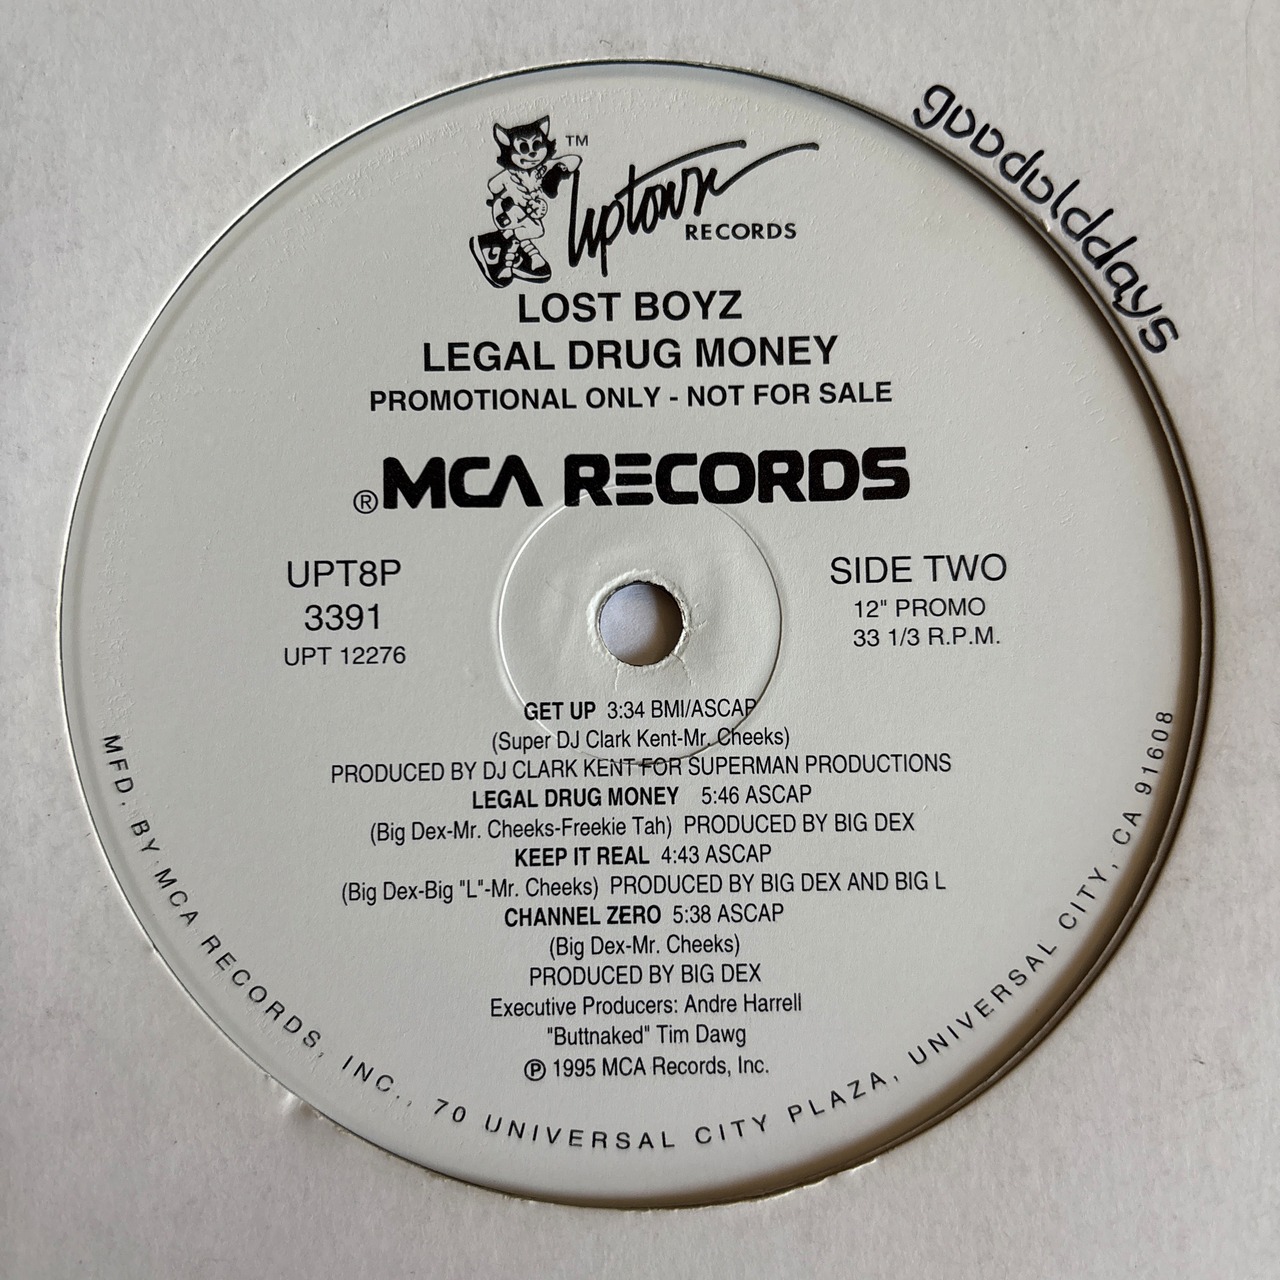 gooddolddays
TM
Uptown
RECORDS
LOST BOYZ
LEGAL DRUG MONEY
PROMOTIONAL ONLY - NOT FOR SALE
®MCA RECORDS
UPT8P
3391
UPT 12276
SIDE TWO
12" PROMO
33 1/3 R.P.M.
GET UP 3:34 BMI/ASCAP
(Super DJ Clark Kent-Mr. Cheeks)
PRODUCED BY DJ CLARK KENT FOR SUPERMAN PRODUCTIONS
LEGAL DRUG MONEY 5:46 ASCAP
(Big Dex-Mr. Cheeks-Freekie Tah) PRODUCED BY BIG DEX
KEEP IT REAL 4:43 ASCAP
(Big Dex-Big "L"-Mr. Cheeks) PRODUCED BY BIG DEX AND BIG L
CHANNEL ZERO 5:38 ASCAP
(Big Dex-Mr. Cheeks)
PRODUCED BY BIG DEX
Executive Producers: Andre Harrell
"Buttnaked" Tim Dawg
℗ 1995 MCA Records, Inc.
MFD. BY MCA RECORDS, INC., 70 UNIVERSAL CITY PLAZA, UNIVERSAL CITY, CA 91608